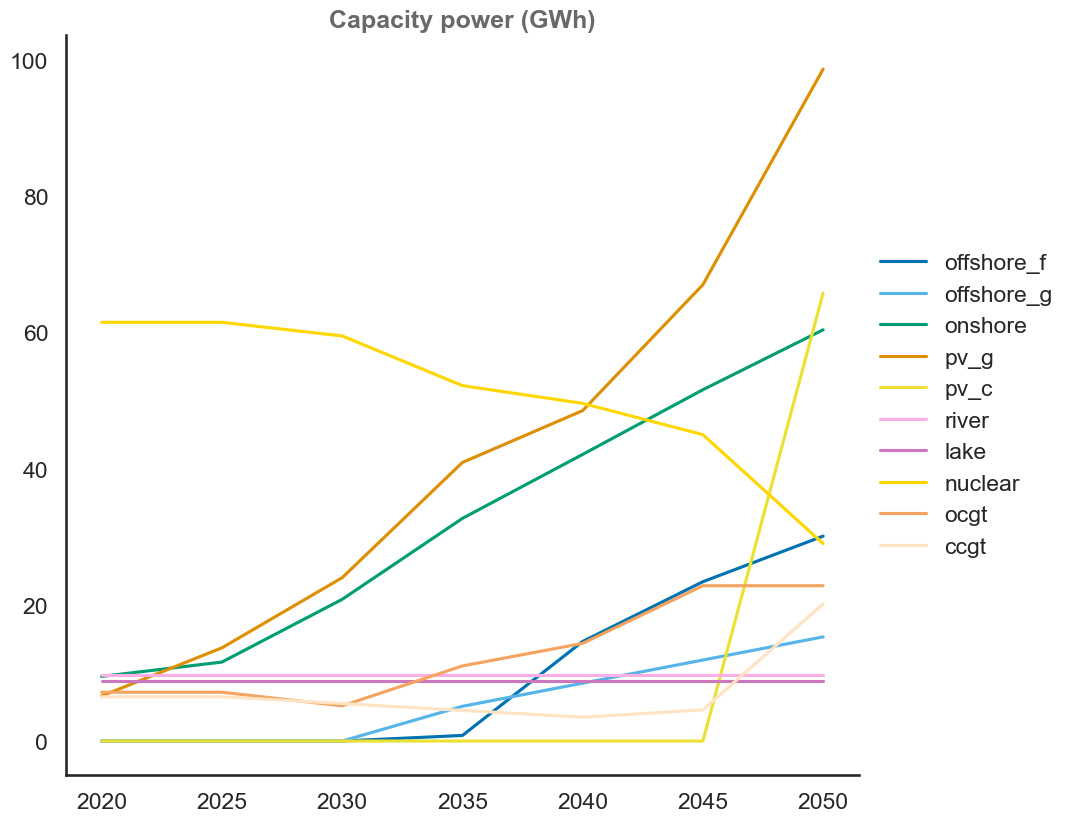 Capacity power (GWh)
100
80
60
40
20
0
2020 2025 2030 2035 2040 2045 2050
offshore_f
offshore_g
onshore
pv_g
pv_c
river
lake
nuclear
ocgt
ccgt